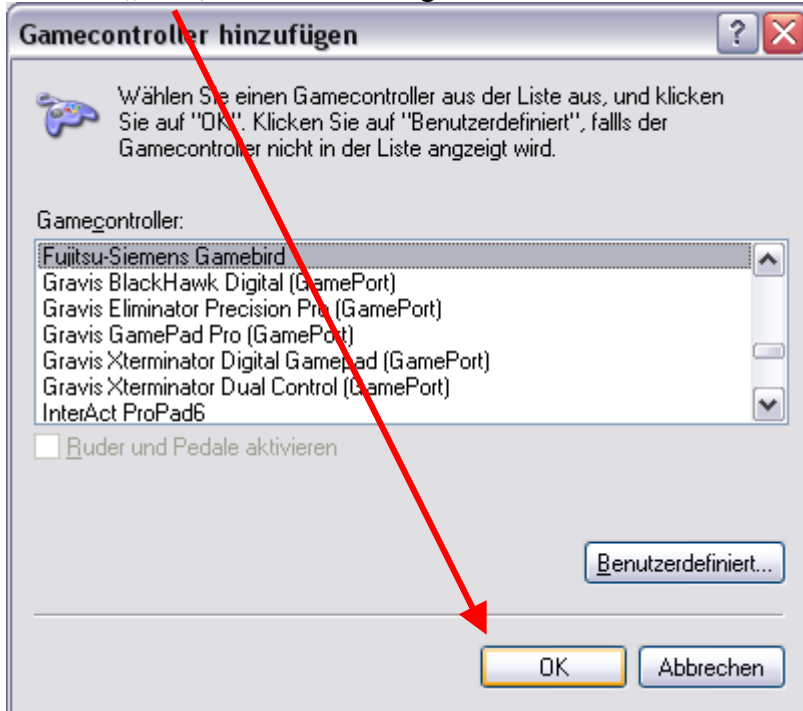 Gamecontroller hinzufügen
Wählen Sie einen Gamecontroller aus der Liste aus, und klicken
Sie auf "OK". Klicken Sie auf "Benutzerdefiniert", fallls der
Gamecontroller nicht in der Liste angzeigt wird.
Gamecontroller:
Fujitsu-Siemens Gamebird
Gravis BlackHawk Digital (GamePort)
Gravis Eliminator Precision Pro (GamePort)
Gravis GamePad Pro (GamePort)
Gravis Xterminator Digital Gamepad (GamePort)
Gravis Xterminator Dual Control (GamePort)
InterAct ProPad6
Ruder und Pedale aktivieren
Benutzerdefiniert...
OK
Abbrechen